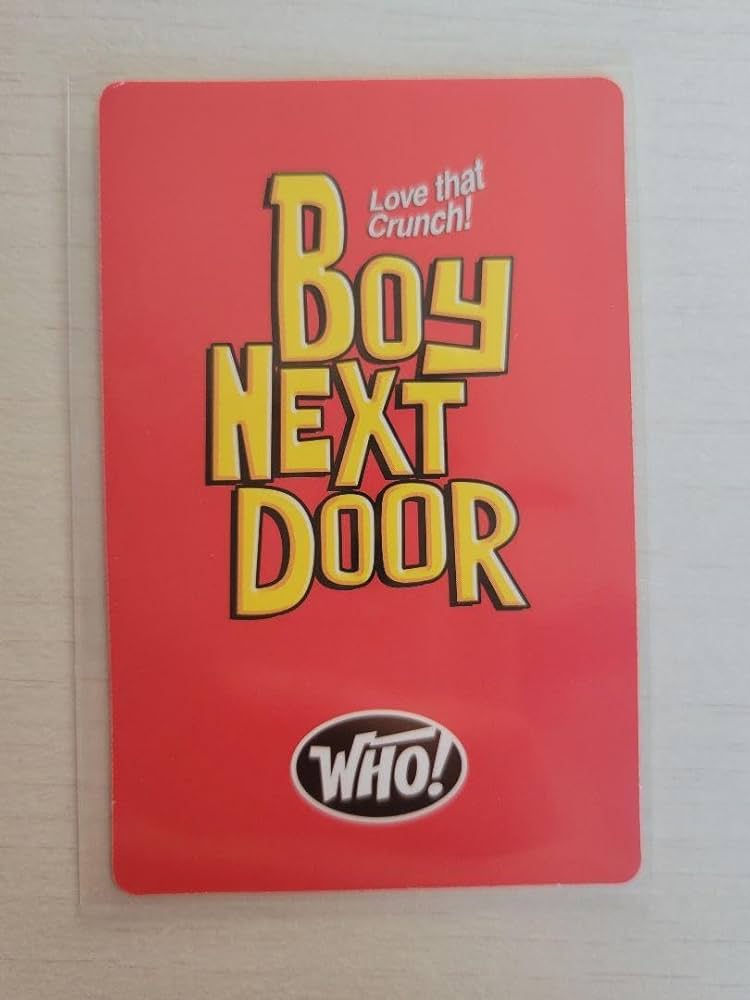 Love that
Crunch!
BOY
NEXT
DOOR
WHO!